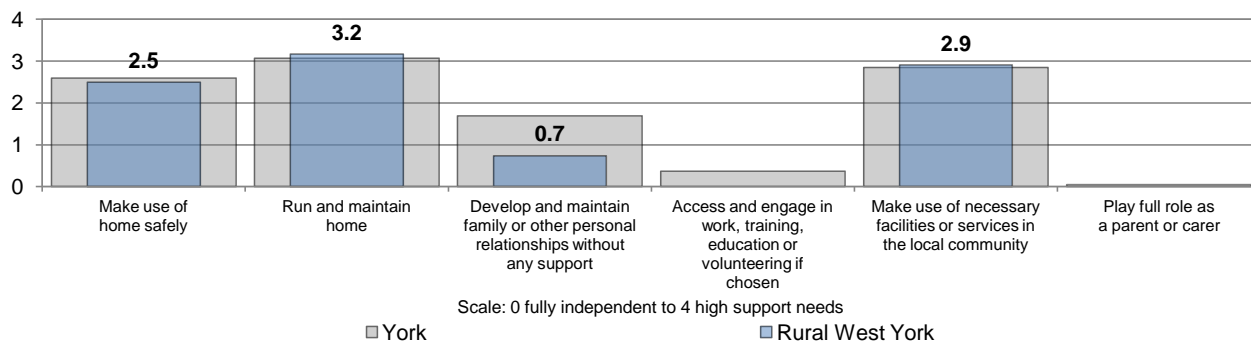 4
3
2
1
0
2.5
3.2
0.7
2.9
Make use of
home safely
Run and maintain
home
Develop and maintain
family or other personal
relationships without
any support
Access and engage in
work, training,
education or
volunteering if
chosen
Make use of necessary
facilities or services in
the local community
Play full role as
a parent or carer
Scale: 0 fully independent to 4 high support needs
York
Rural West York